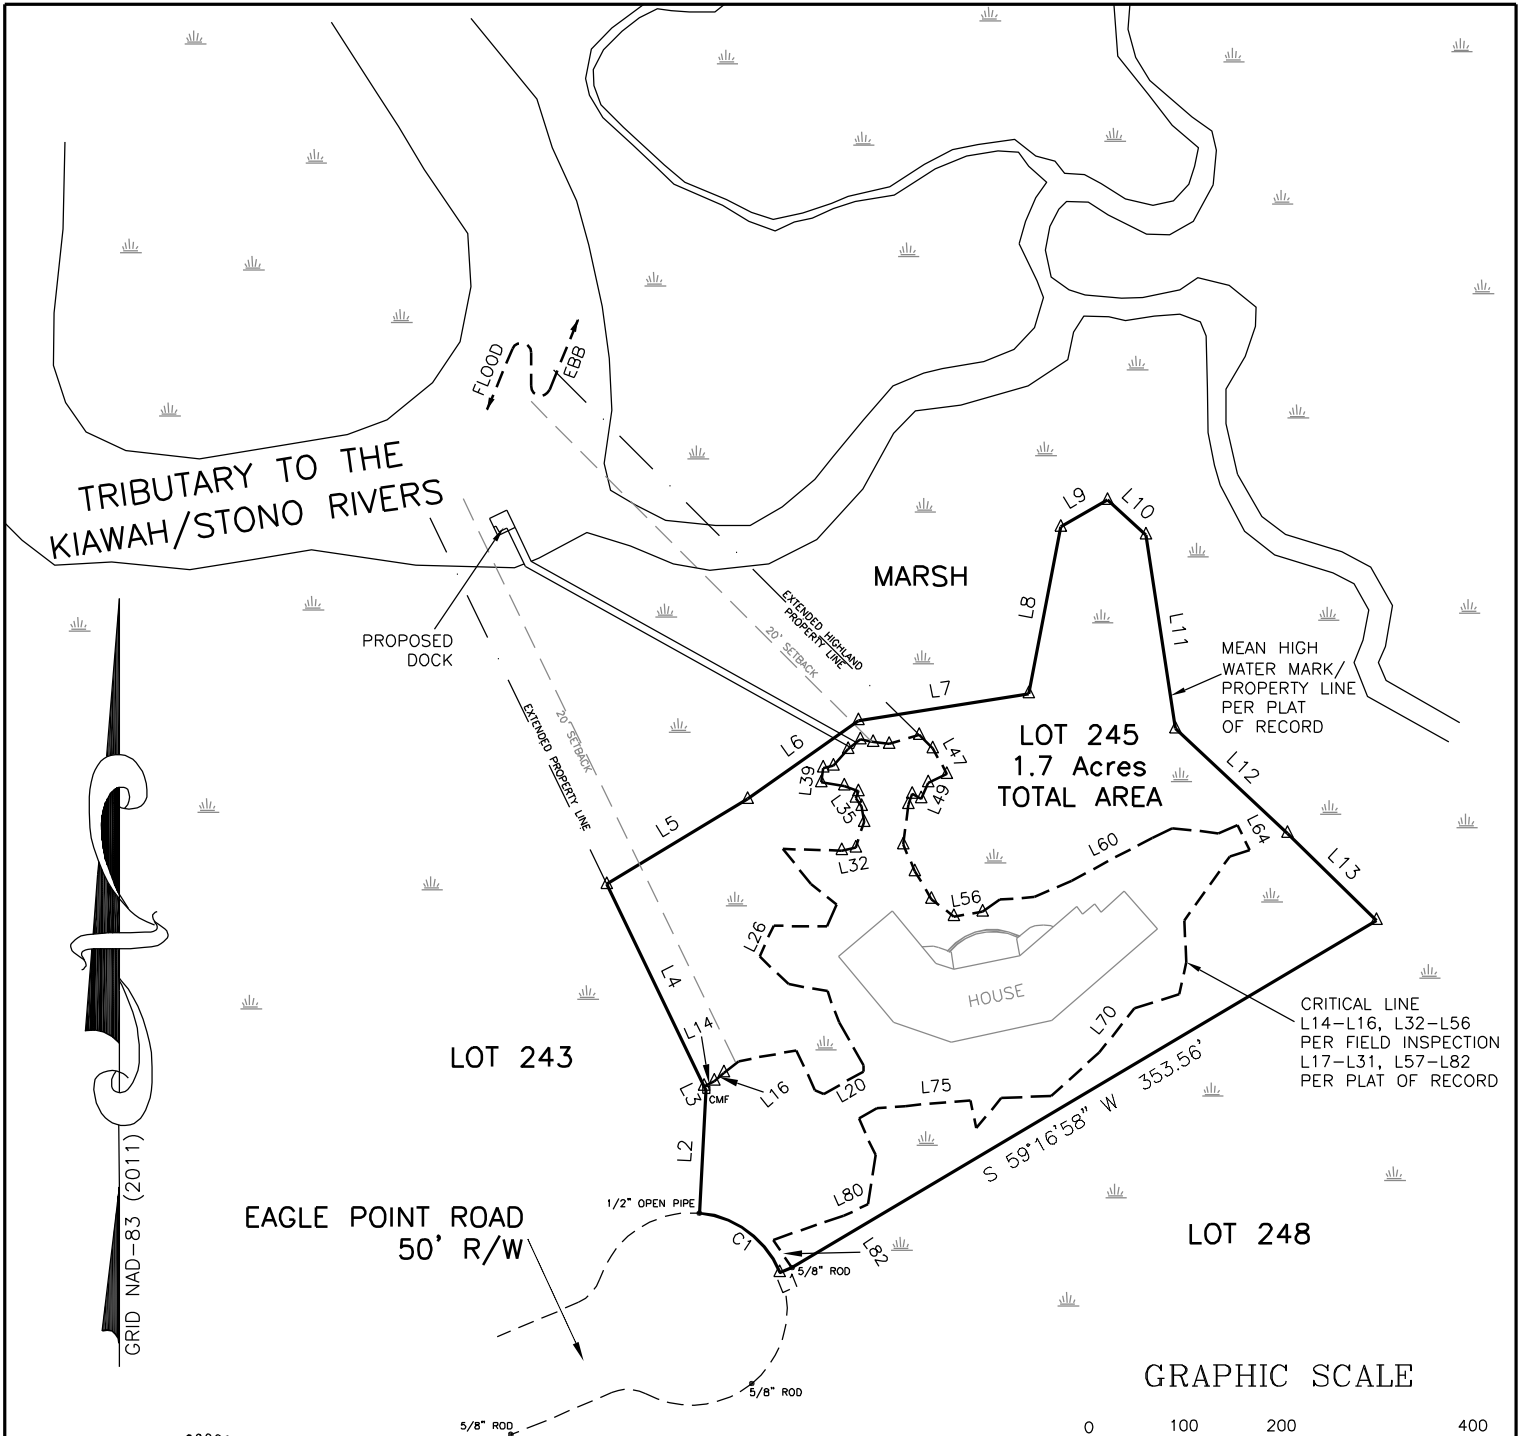 FLOOD
EBB
TRIBUTARY TO THE
KIAWAH/STONO RIVERS
PROPOSED
DOCK
MARSH
L9
L10
L8
L11
MEAN HIGH
WATER MARK/
PROPERTY LINE
PER PLAT
OF RECORD
EXTENDED HIGHLAND
PROPERTY LINE
20' SETBACK
EXTENDED PROPERTY LINE
20' SETBACK
L7
L6
L5
L47
L39
L49
L35
L32
LOT 245
1.7 Acres
TOTAL AREA
L12
L64
L13
L60
L56
L26
L4
HOUSE
L70
CRITICAL LINE
L14-L16, L32-L56
PER FIELD INSPECTION
L17-L31, L57-L82
PER PLAT OF RECORD
LOT 243
L14
L3
CMF
L16
L20
L75
L2
S 59°16'58" W 353.56'
L80
1/2" OPEN PIPE
C1
L82
L1
5/8" ROD
EAGLE POINT ROAD
50' R/W
LOT 248
GRID NAD-83 (2011)
5/8" ROD
5/8" ROD
GRAPHIC SCALE
0 100 200 400